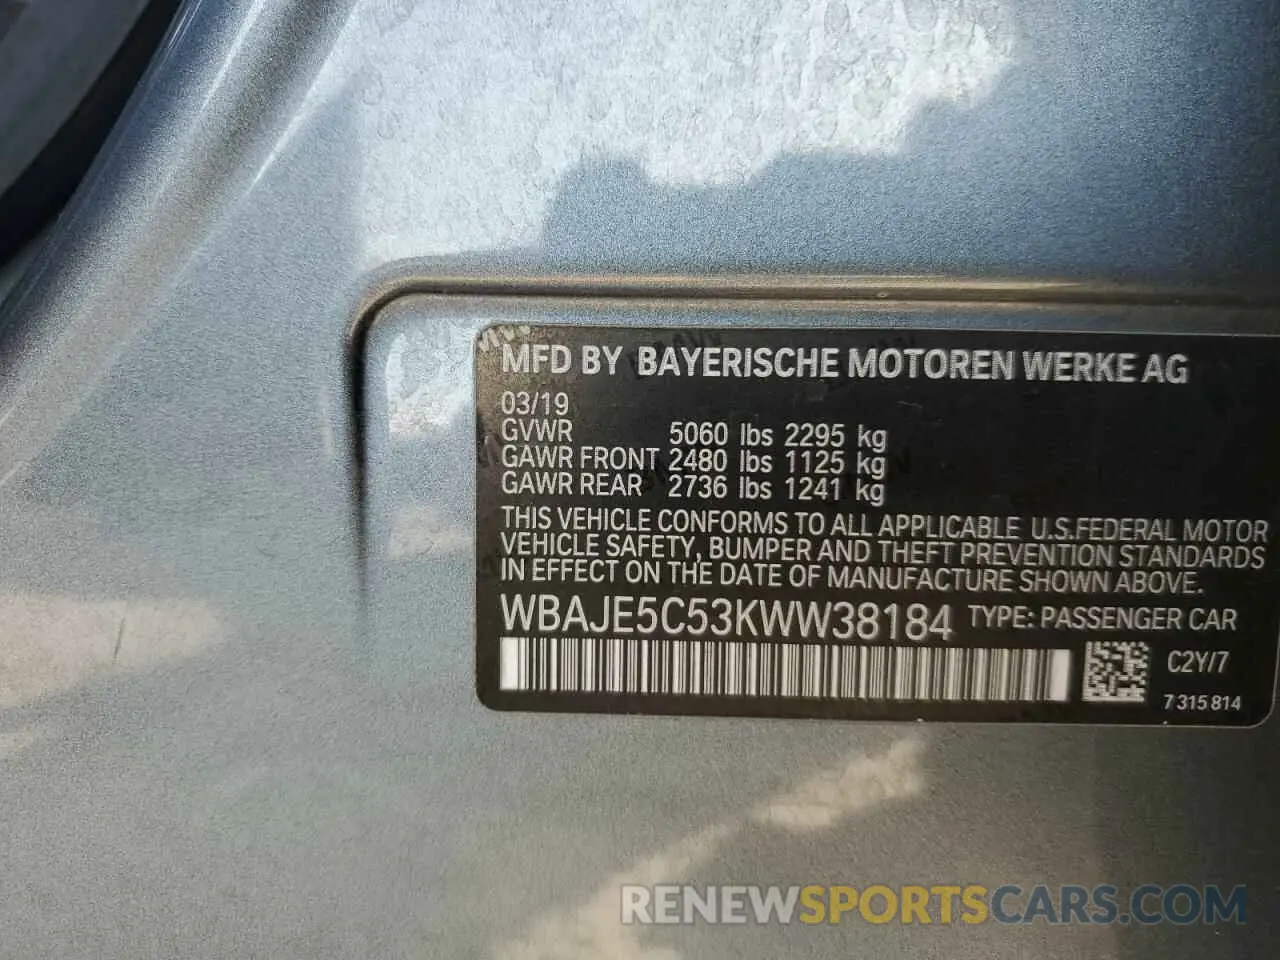 MFD BY BAYERISCHE MOTOREN WERKE AG
03/19
GVWR 5060 lbs 2295 kg
GAWR FRONT 2480 lbs 1125 kg
GAWR REAR 2736 lbs 1241 kg
THIS VEHICLE CONFORMS TO ALL APPLICABLE U.S.FEDERAL MOTOR
VEHICLE SAFETY, BUMPER AND THEFT PREVENTION STANDARDS
IN EFFECT ON THE DATE OF MANUFACTURE SHOWN ABOVE.
WBAJE5C53KWW38184 TYPE: PASSENGER CAR
C2Y/7
7315814
RENEWSPORTSCARS.COM